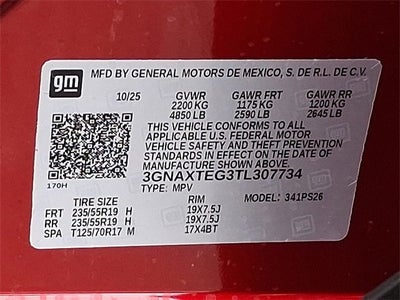 gm
MFD BY GENERAL MOTORS DE MEXICO, S. DE R.L. DE C.V.
10/25 GVWR GAWR FRT GAWR RR
2200 KG 1175 KG 1200 KG
4850 LB 2590 LB 2645 LB
THIS VEHICLE CONFORMS TO ALL APPLICABLE
U.S. FEDERAL MOTOR
VEHICLE SAFETY AND THEFT PREVENTION
STANDARDS IN EFFECT ON THE DATE OF
MANUFACTURE SHOWN ABOVE.
3GNAXTEG3TL307734
170H TYPE: MPV
MODEL: 341PS26
TIRE SIZE RIM
FRT 235/55R19 H 19X7.5J
RR 235/55R19 H 19X7.5J
SPA T125/70R17 M 17X4BT